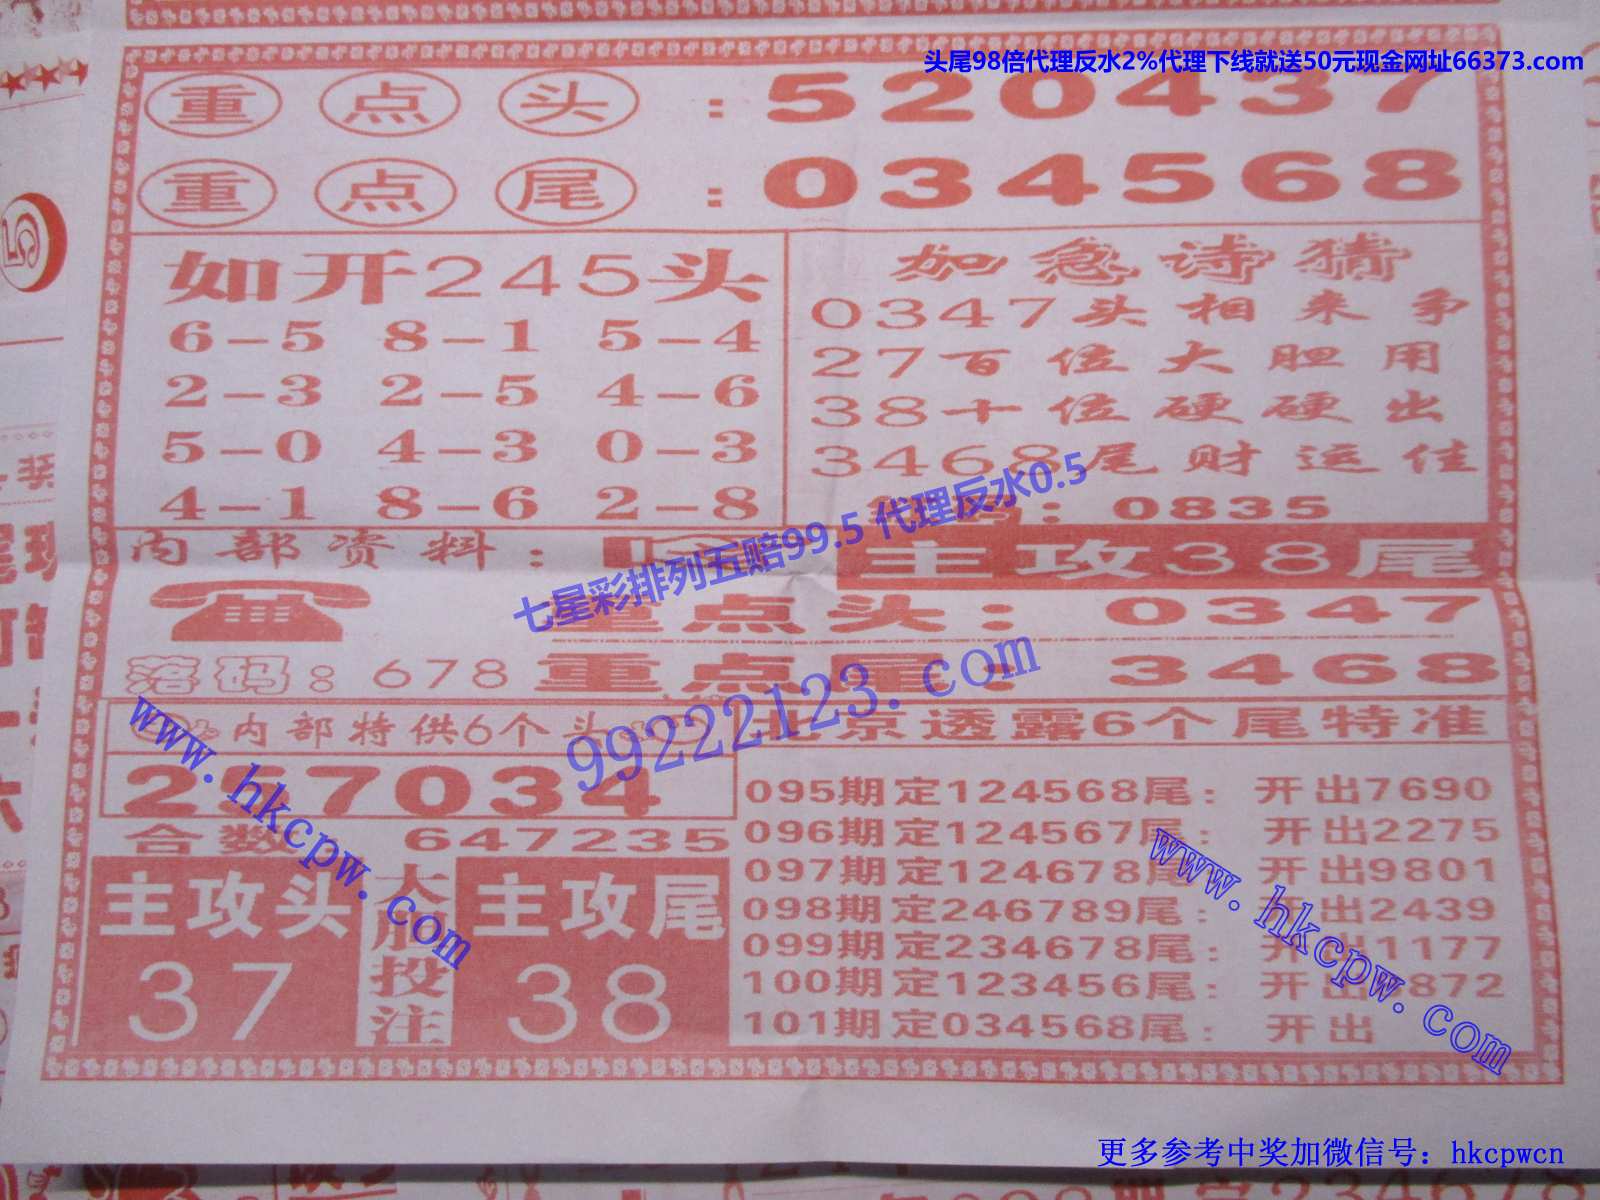 头尾98倍代理反水2%代理下线就送50元现金网址66373.com
重点头：520437
重点尾：034568
如开245头
6-5 8-1 5-4
2-3 2-5 4-6
5-0 4-3 0-3
4-1 8-6 2-8
加急诗猜
0347头相来争
27百位大胆用
38十位硬硬出
3468尾财运佳
：0835
七星彩排列五赔99.5 代理反水0.5
内部资料：
主攻38尾
重点头：0347
落码：678
重点尾：3468
99222123.com
内部特供6个头
京透露6个尾特准
257034
合数：647235
主攻头
37
大胆投注
主攻尾
38
095期定124568尾：开出7690
096期定124567尾：开出2275
097期定124678尾：开出9801
098期定246789尾：开出2439
099期定234678尾：开出1177
100期定123456尾：开出872
101期定034568尾：开出
www.hkcpw.com
www.hkcpw.com
更多参考中奖加微信号：hkcpwcn